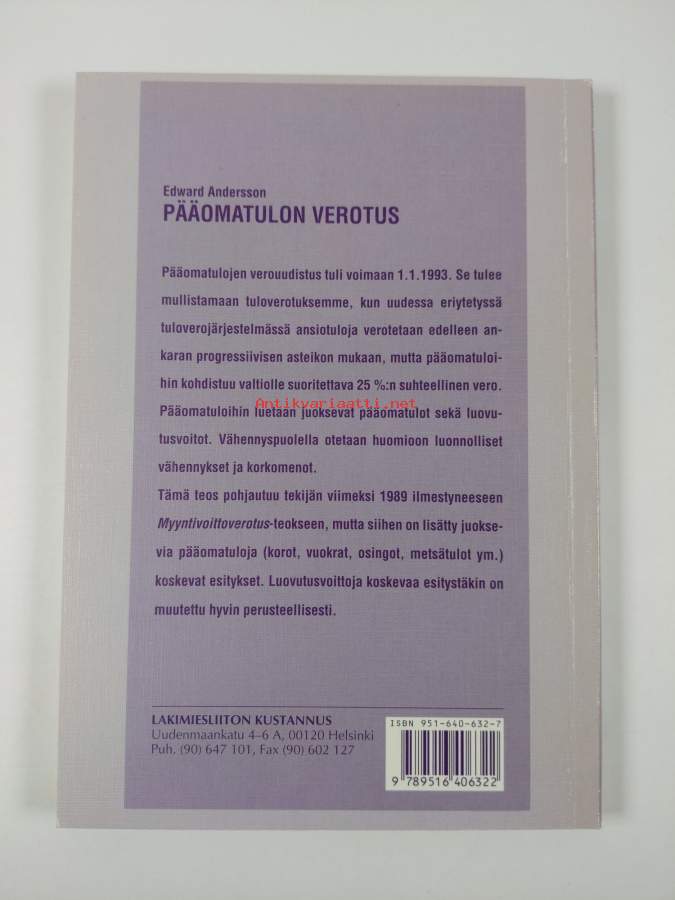 Edward Andersson
PÄÄOMATULON VEROTUS
Pääomatulojen verouudistus tuli voimaan 1.1.1993. Se tulee
mullistamaan tuloverotuksemme, kun uudessa eriytetyssä
tuloverojärjestelmässä ansiotuloja verotetaan edelleen an-
karan progressiivisen asteikon mukaan, mutta pääomatuloi-
hin kohdistuu valtiolle suoritettava 25 %:n suhteellinen vero.
Antikvariaatti.net
Pääomatuloihin luetaan juoksevat pääomatulot sekä luovu-
tusvoitot. Vähennyspuolella otetaan huomioon luonnolliset
vähennykset ja korkomenot.
Tämä teos pohjautuu tekijän viimeksi 1989 ilmestyneeseen
Myyntivoittoverotus-teokseen, mutta siihen on lisätty juokse-
via pääomatuloja (korot, vuokrat, osingot, metsätulot ym.)
koskevat esitykset. Luovutusvoittoja koskevaa esitystäkin on
muutettu hyvin perusteellisesti.
LAKIMIESLIITON KUSTANNUS
Uudenmaankatu 4–6 A, 00120 Helsinki
Puh. (90) 647 101, Fax (90) 602 127
ISBN 951-640-632-7
9 789516 406322